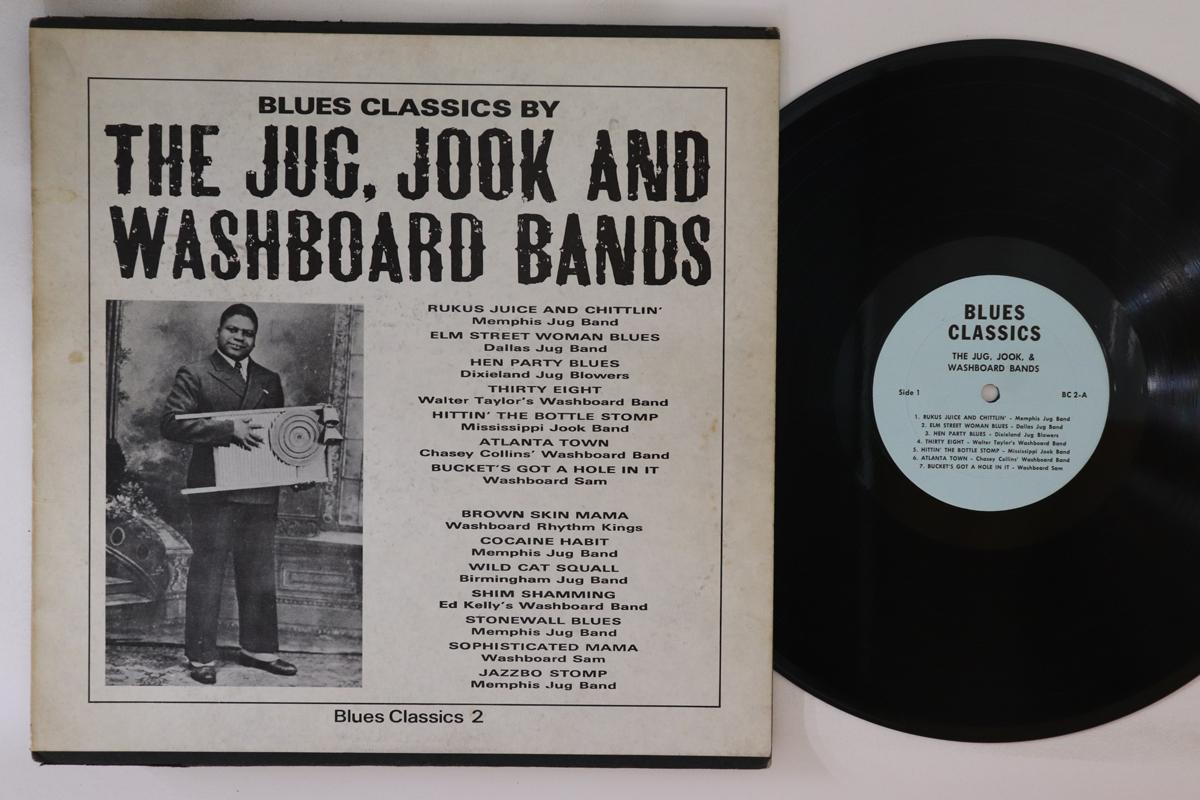 BLUES CLASSICS BY
THE JUG, JOOK AND
WASHBOARD BANDS
RUKUS JUICE AND CHITTLIN'
Memphis Jug Band
ELM STREET WOMAN BLUES
Dallas Jug Band
HEN PARTY BLUES
Dixieland Jug Blowers
THIRTY EIGHT
Walter Taylor's Washboard Band
HITTIN' THE BOTTLE STOMP
Mississippi Jook Band
ATLANTA TOWN
Chasey Collins' Washboard Band
BUCKET'S GOT A HOLE IN IT
Washboard Sam
BROWN SKIN MAMA
Washboard Rhythm Kings
COCAINE HABIT
Memphis Jug Band
WILD CAT SQUALL
Birmingham Jug Band
SHIM SHAMMING
Ed Kelly's Washboard Band
STONEWALL BLUES
Memphis Jug Band
SOPHISTICATED MAMA
Washboard Sam
JAZZBO STOMP
Memphis Jug Band
Blues Classics 2
BLUES
CLASSICS
THE JUG, JOOK, &
WASHBOARD BANDS
Side 1
BC 2-A
1. RUKUS JUICE AND CHITTLIN' - Memphis Jug Band
2. ELM STREET WOMAN BLUES - Dallas Jug Band
3. HEN PARTY BLUES - Dixieland Jug Blowers
4. THIRTY EIGHT - Walter Taylor's Washboard Band
5. HITTIN' THE BOTTLE STOMP - Mississippi Jook Band
6. ATLANTA TOWN - Chasey Collins' Washboard Band
7. BUCKET'S GOT A HOLE IN IT - Washboard Sam